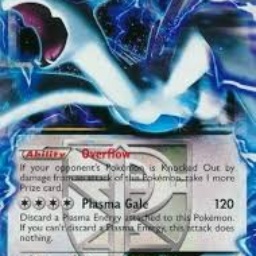 Ability Overflow
If your opponent's Pokémon is Knocked Out by
damage from an attack of this Pokémon, take 1 more
Prize card.
Plasma Gale 120
Discard a Plasma Energy attached to this Pokémon.
If you can't discard a Plasma Energy, this attack does
nothing.